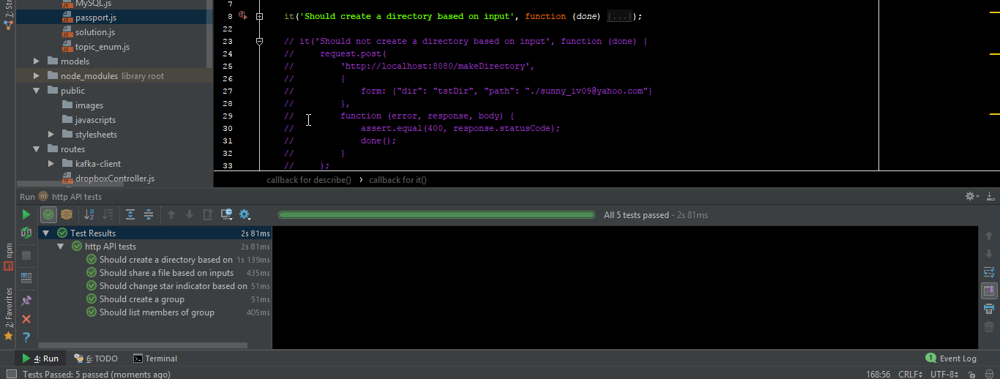 Z: Str
MySQL.js
passport.js
solution.js
topic_enum.js
models
node_modules library root
public
images
javascripts
stylesheets
routes
kafka-client
dropboxController.js
7
8 it('Should create a directory based on input', function (done) {...});
22
23 // it('Should not create a directory based on input', function (done) {
24 // request.post(
25 // 'http://localhost:8080/makeDirectory',
26 // {
27 // form: {"dir": "tstDir", "path": "./sunny_iv09@yahoo.com"}
28 // },
29 // function (error, response, body) {
30 // assert.equal(400, response.statusCode);
31 // done();
32 // }
33 // );
callback for describe() › callback for it()
Run m http API tests
All 5 tests passed - 2s 81ms
Test Results 2s 81ms
http API tests 2s 81ms
Should create a directory based on 1s 139ms
Should share a file based on inputs 435ms
Should change star indicator based on 51ms
Should create a group 51ms
Should list members of group 405ms
npm
2: Favorites
4: Run 6: TODO Terminal 1 Event Log
Tests Passed: 5 passed (moments ago) 168:56 CRLF UTF-8